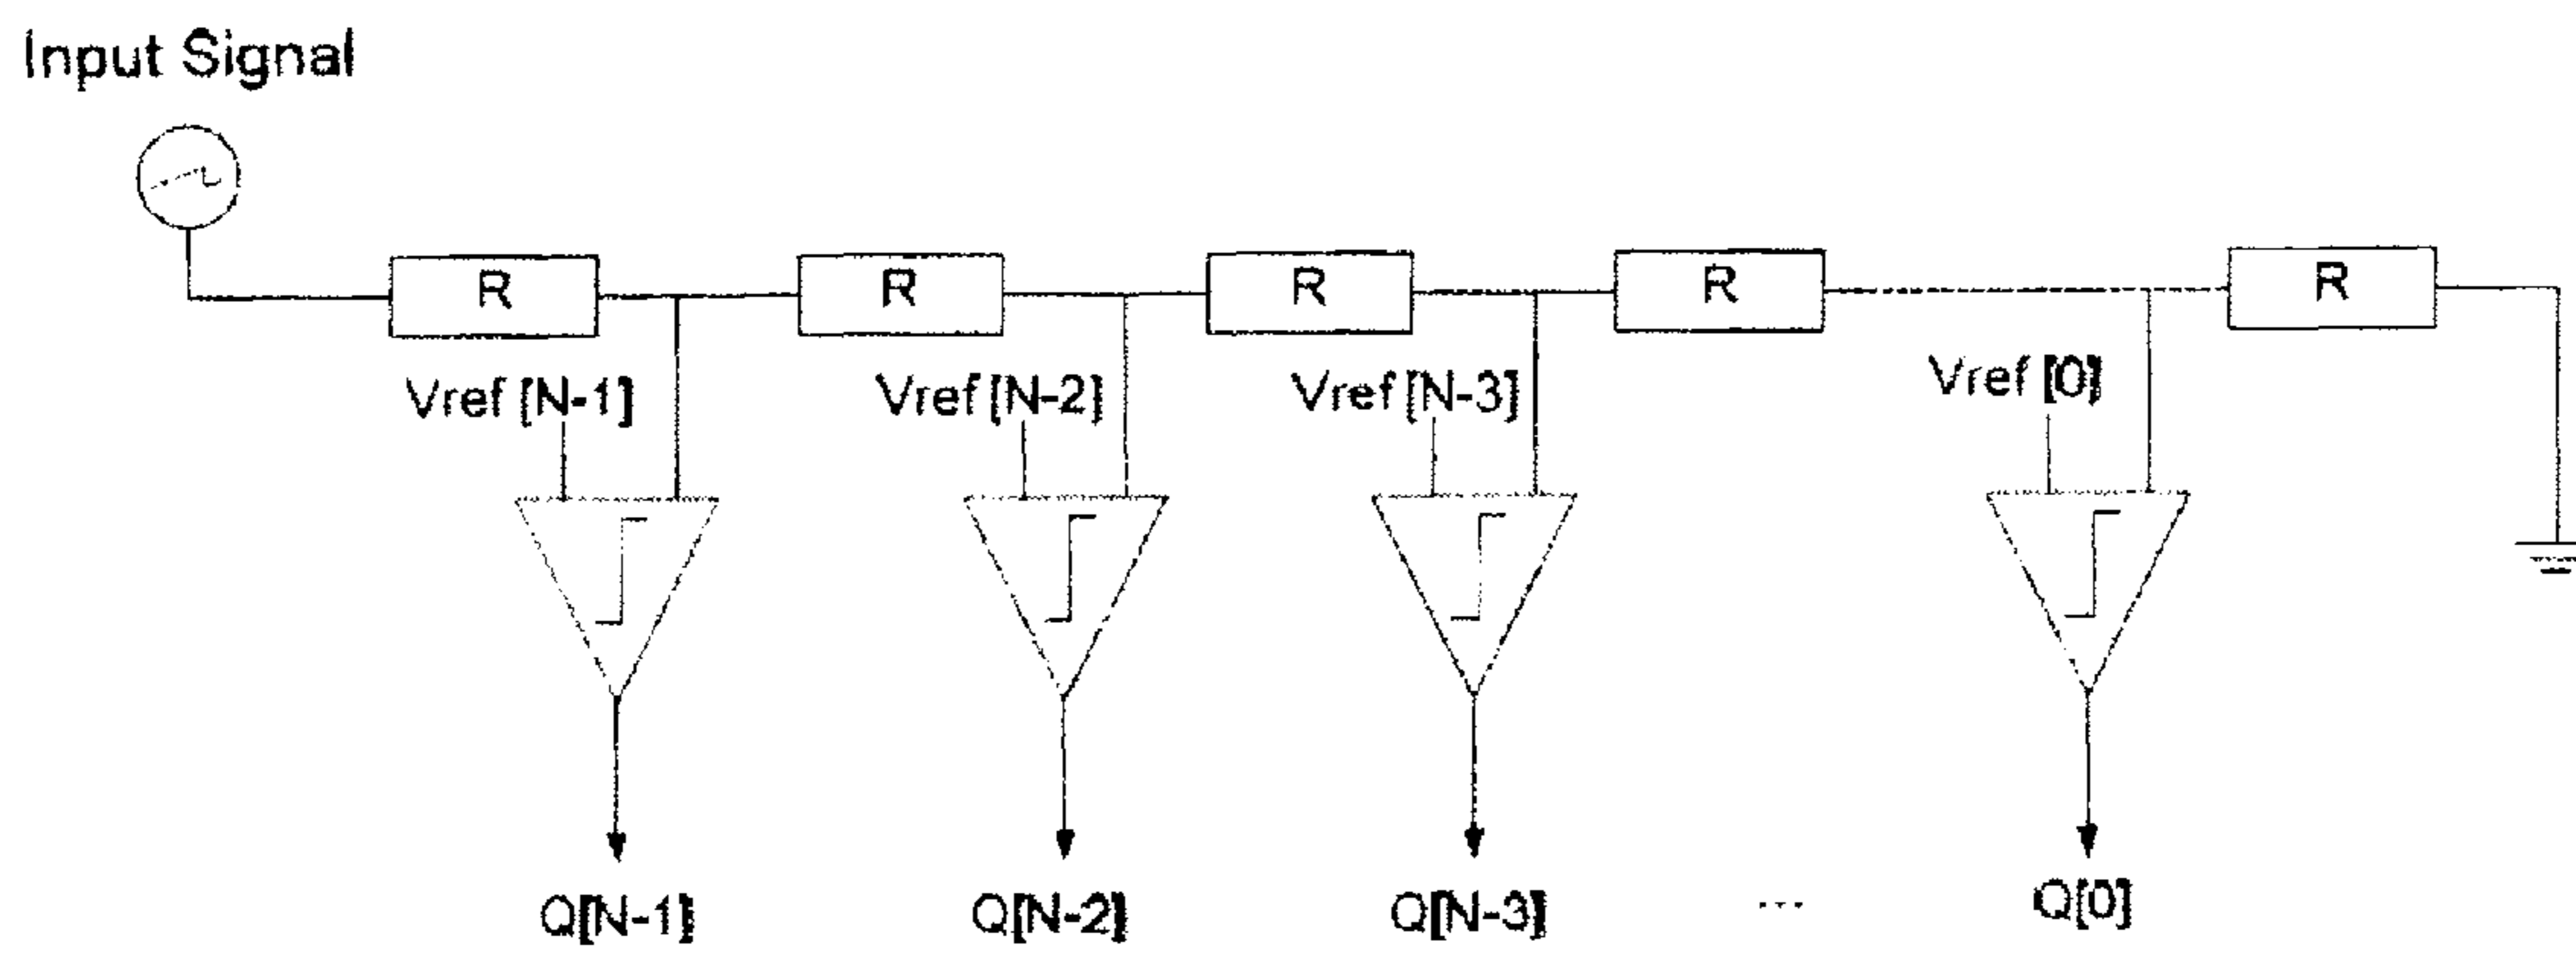 Input Signal
R R R R R
Vref [N-1] Vref [N-2] Vref [N-3] Vref [0]
Q[N-1] Q[N-2] Q[N-3] ... Q[0]